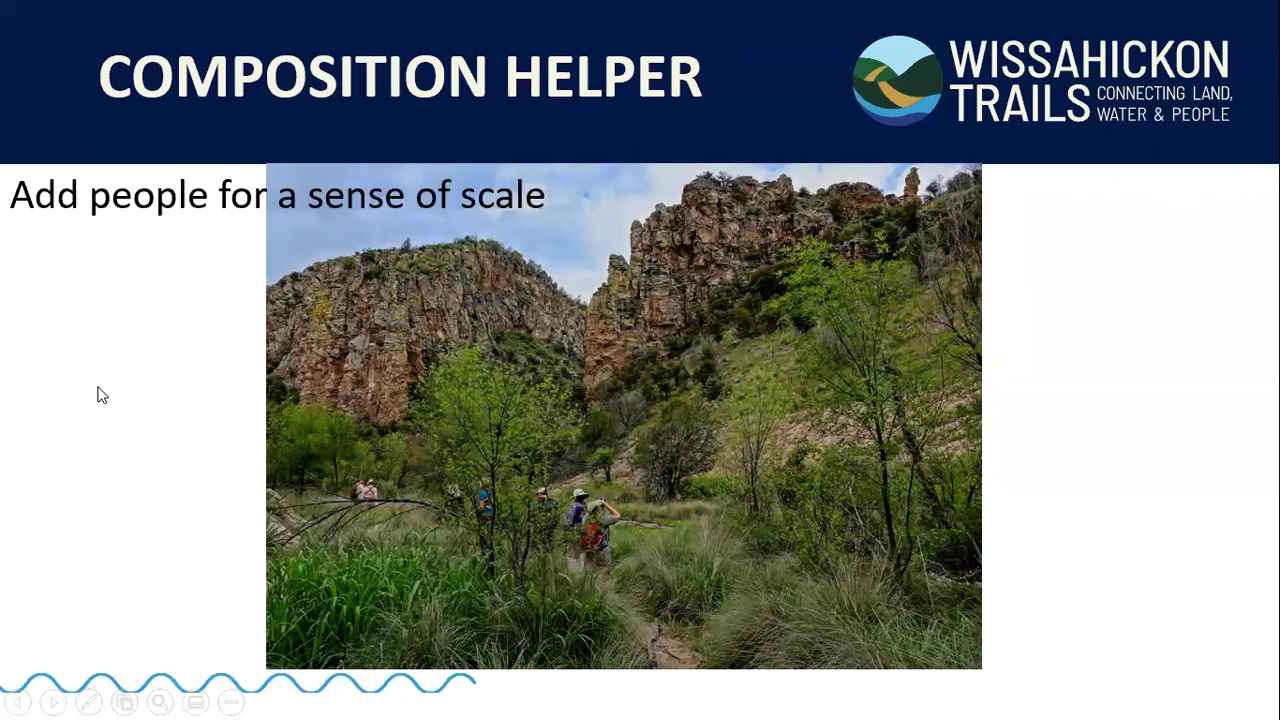 COMPOSITION HELPER
WISSAHICKON
TRAILS
CONNECTING LAND,
WATER & PEOPLE
Add people for a sense of scale